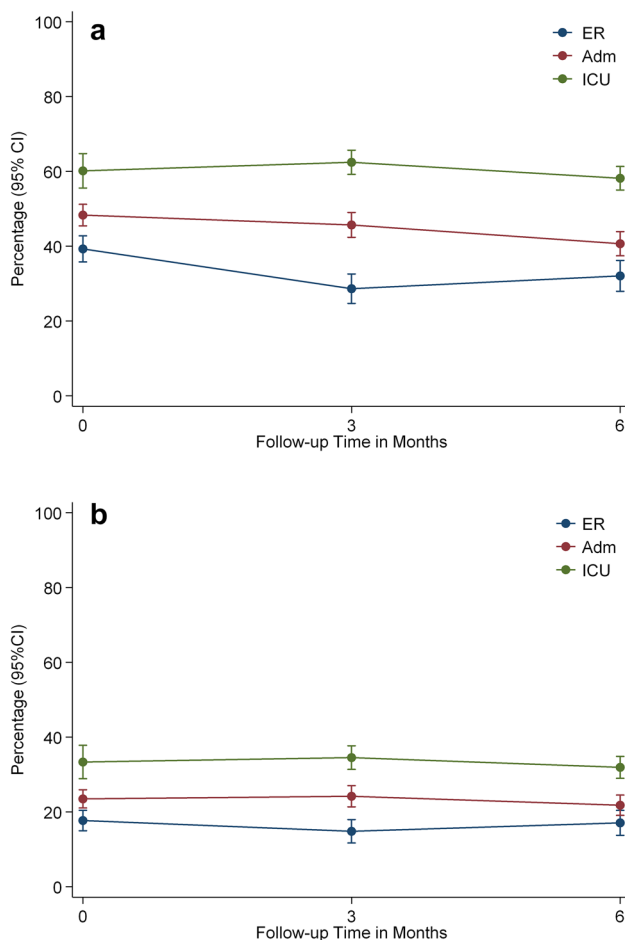 a
ER
Adm
ICU
100
80
60
40
20
0
Percentage (95% CI)
0 3 6
Follow-up Time in Months
b
ER
Adm
ICU
100
80
60
40
20
0
Percentage (95%CI)
0 3 6
Follow-up Time in Months